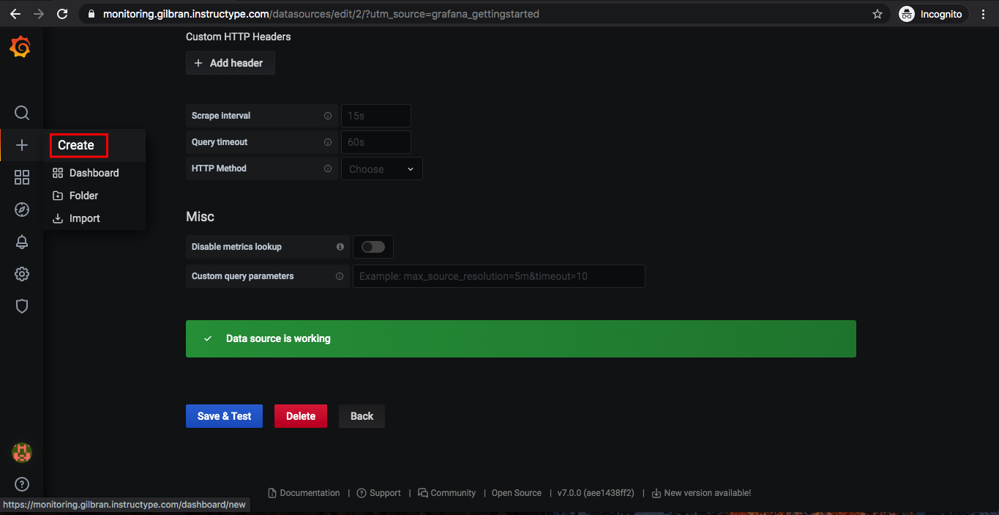 monitoring.gilbran.instructype.com/datasources/edit/2/?utm_source=grafana_gettingstarted
Incognito
Custom HTTP Headers
+ Add header
Scrape interval
15s
Query timeout
60s
HTTP Method
Choose
Create
Dashboard
Folder
Import
Misc
Disable metrics lookup
Custom query parameters
Example: max_source_resolution=5m&timeout=10
Data source is working
Save & Test
Delete
Back
Documentation | Support | Community | Open Source | v7.0.0 (aee1438ff2) | New version available!
https://monitoring.gilbran.instructype.com/dashboard/new